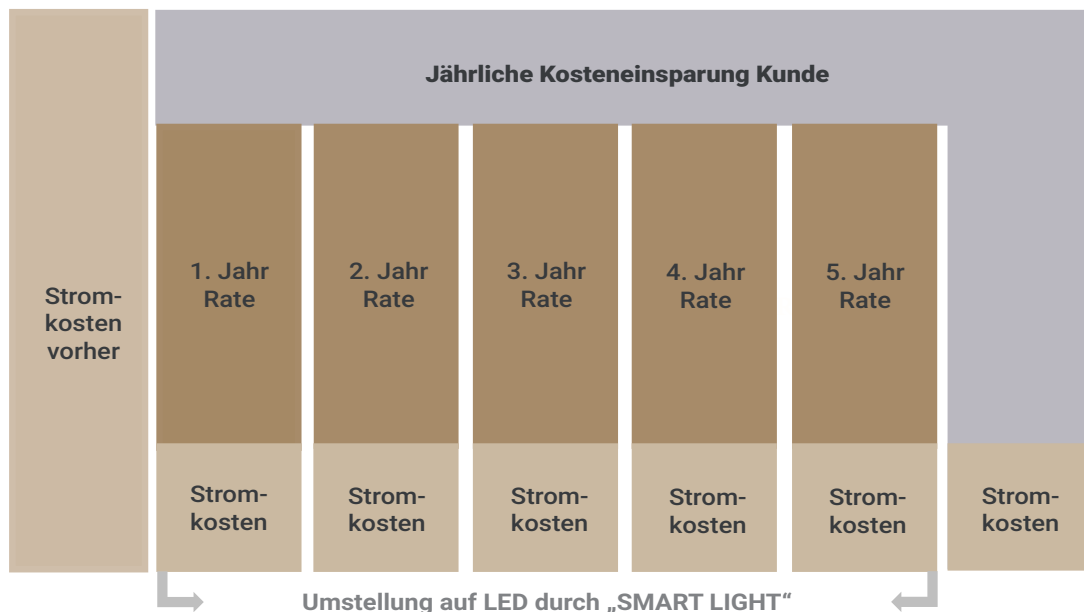 Jährliche Kosteneinsparung Kunde
Strom-
kosten
vorher
1. Jahr
Rate
2. Jahr
Rate
3. Jahr
Rate
4. Jahr
Rate
5. Jahr
Rate
Strom-
kosten
Strom-
kosten
Strom-
kosten
Strom-
kosten
Strom-
kosten
Strom-
kosten
Umstellung auf LED durch „SMART LIGHT“